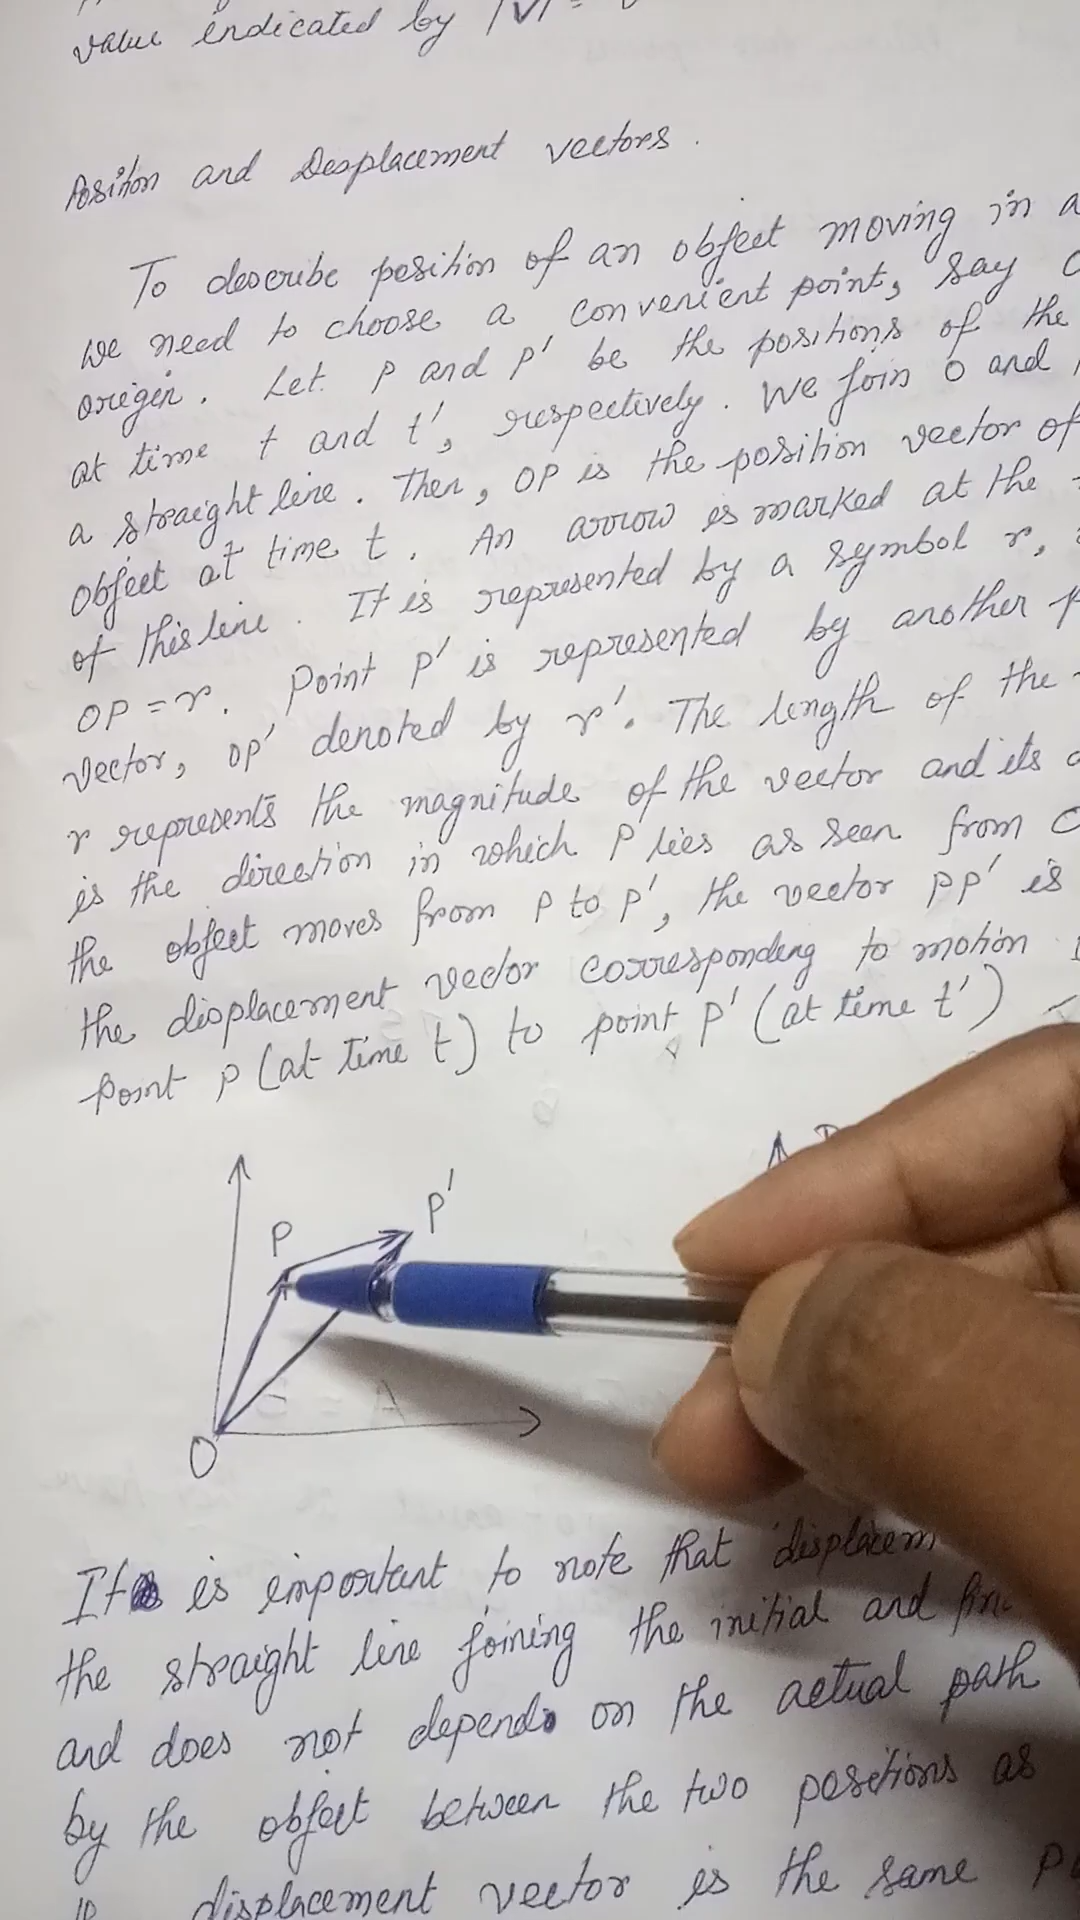 value indicated by |v| =
Position and Desplacement vectors.
To describe position of an object moving in a
we need to choose a convenient point, say
origin. Let P and P' be the positions of the
at time t and t', respectively. We join O and
a straight line. Then, OP is the position vector of
object at time t. An arrow is marked at the
of this line. It is represented by a symbol r,
OP = r. Point P' is represented by another
vector, OP' denoted by r'. The length of the
r represents the magnitude of the vector and its
is the direction in which P lies as seen from
the object moves from P to P', the vector PP' is
the displacement vector corresponding to motion
point P (at time t) to point P' (at time t')
P'
P
O
It is important to note that displacem
the straight line joining the initial and fin
and does not depend on the actual path
by the object between the two positions as
displacement vector is the same